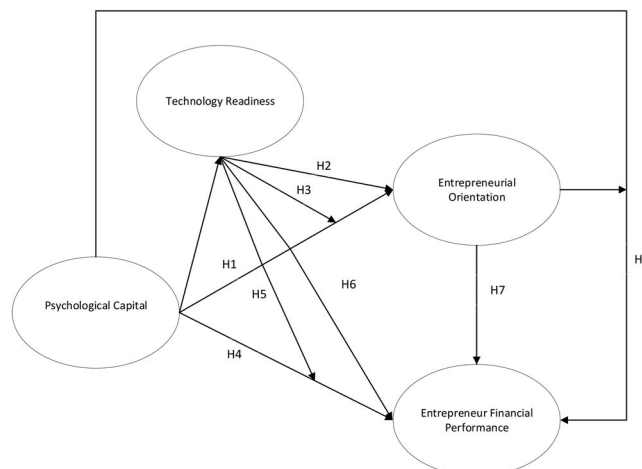 Technology Readiness
H2
Entrepreneurial
Orientation
H3
H1
H
H5
H6
H7
Psychological Capital
H4
Entrepreneur Financial
Performance